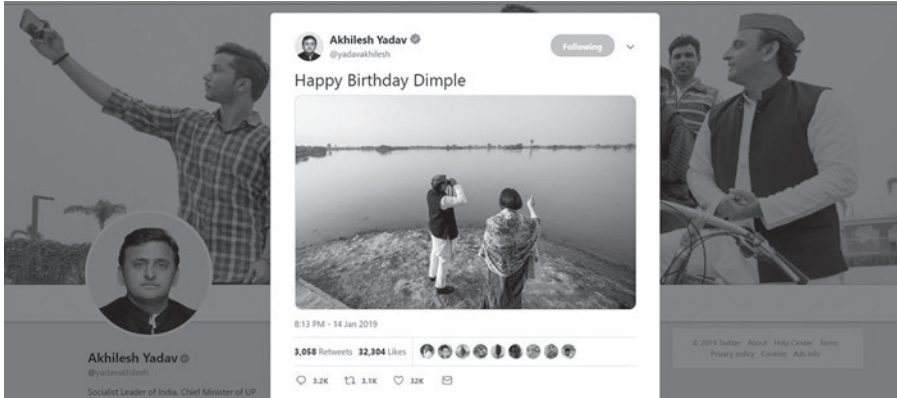 Akhilesh Yadav
@yadavakhilesh
Following
Happy Birthday Dimple
8:13 PM - 14 Jan 2019
3,058 Retweets 32,304 Likes
3.2K 3.1K 32K
Akhilesh Yadav
@yadavakhilesh
Socialist Leader of India. Chief Minister of UP
© 2019 Twitter About Help Center Terms
Privacy policy Cookies Ads info